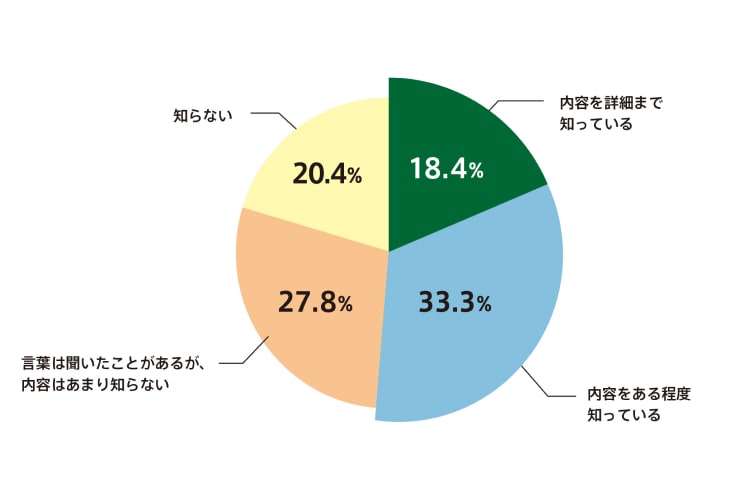 知らない
20.4%
内容を詳細まで
知っている
18.4%
33.3%
内容をある程度
知っている
27.8%
言葉は聞いたことがあるが、
内容はあまり知らない